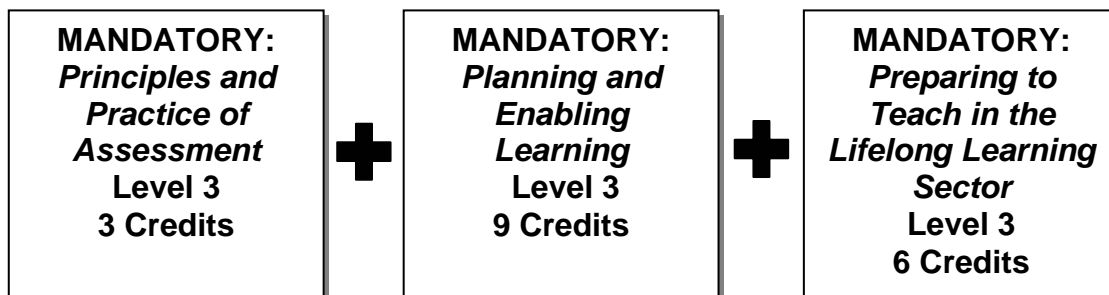 MANDATORY:
Principles and
Practice of
Assessment
Level 3
3 Credits
MANDATORY:
Planning and
Enabling
Learning
Level 3
9 Credits
MANDATORY:
Preparing to
Teach in the
Lifelong Learning
Sector
Level 3
6 Credits